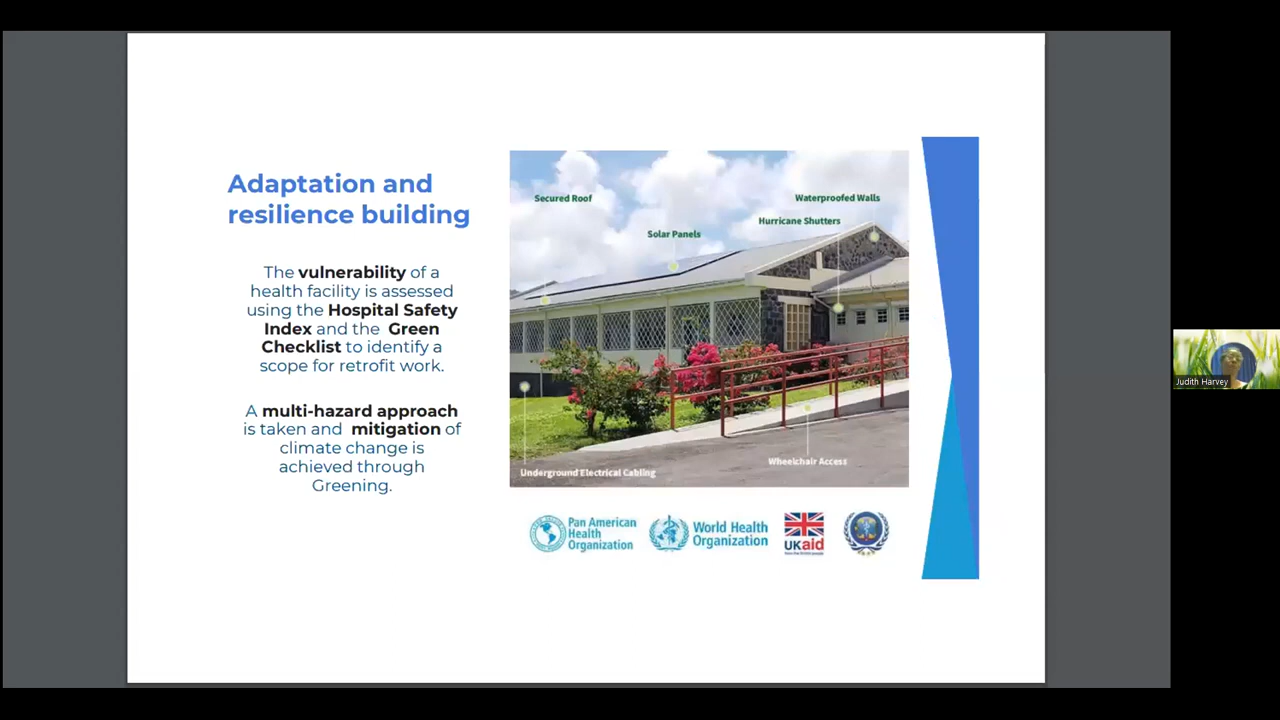 Adaptation and
resilience building
The vulnerability of a
health facility is assessed
using the Hospital Safety
Index and the Green
Checklist to identify a
scope for retrofit work.
A multi-hazard approach
is taken and mitigation of
climate change is
achieved through
Greening.
Secured Roof
Waterproofed Walls
Hurricane Shutters
Solar Panels
Wheelchair Access
Underground Electrical Cabling
Pan American
Health
Organization
World Health
Organization
UKaid
Judith Harvey